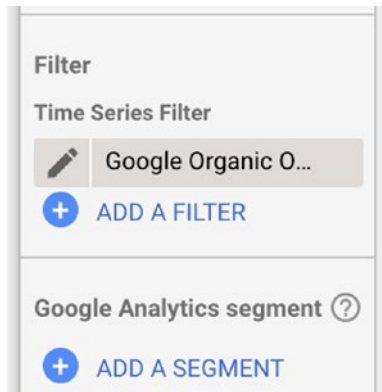 Filter
Time Series Filter
Google Organic O...
ADD A FILTER
Google Analytics segment
ADD A SEGMENT